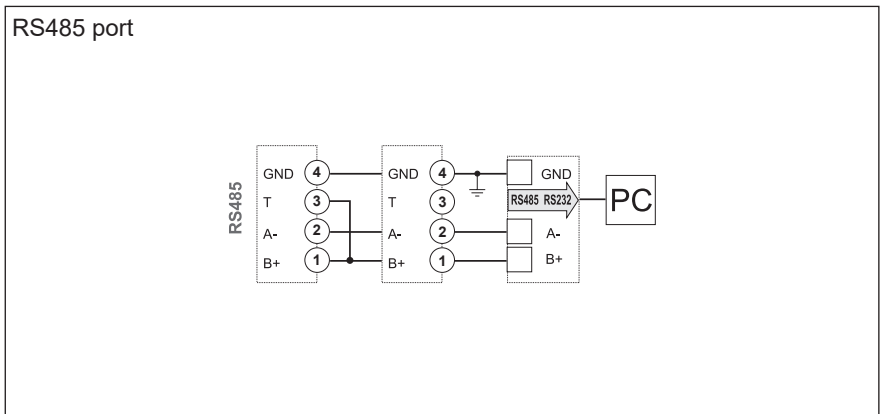 RS485 port
RS485
GND 4
T 3
A- 2
B+ 1
GND 4
T 3
A- 2
B+ 1
GND
RS485 RS232
A-
B+
PC